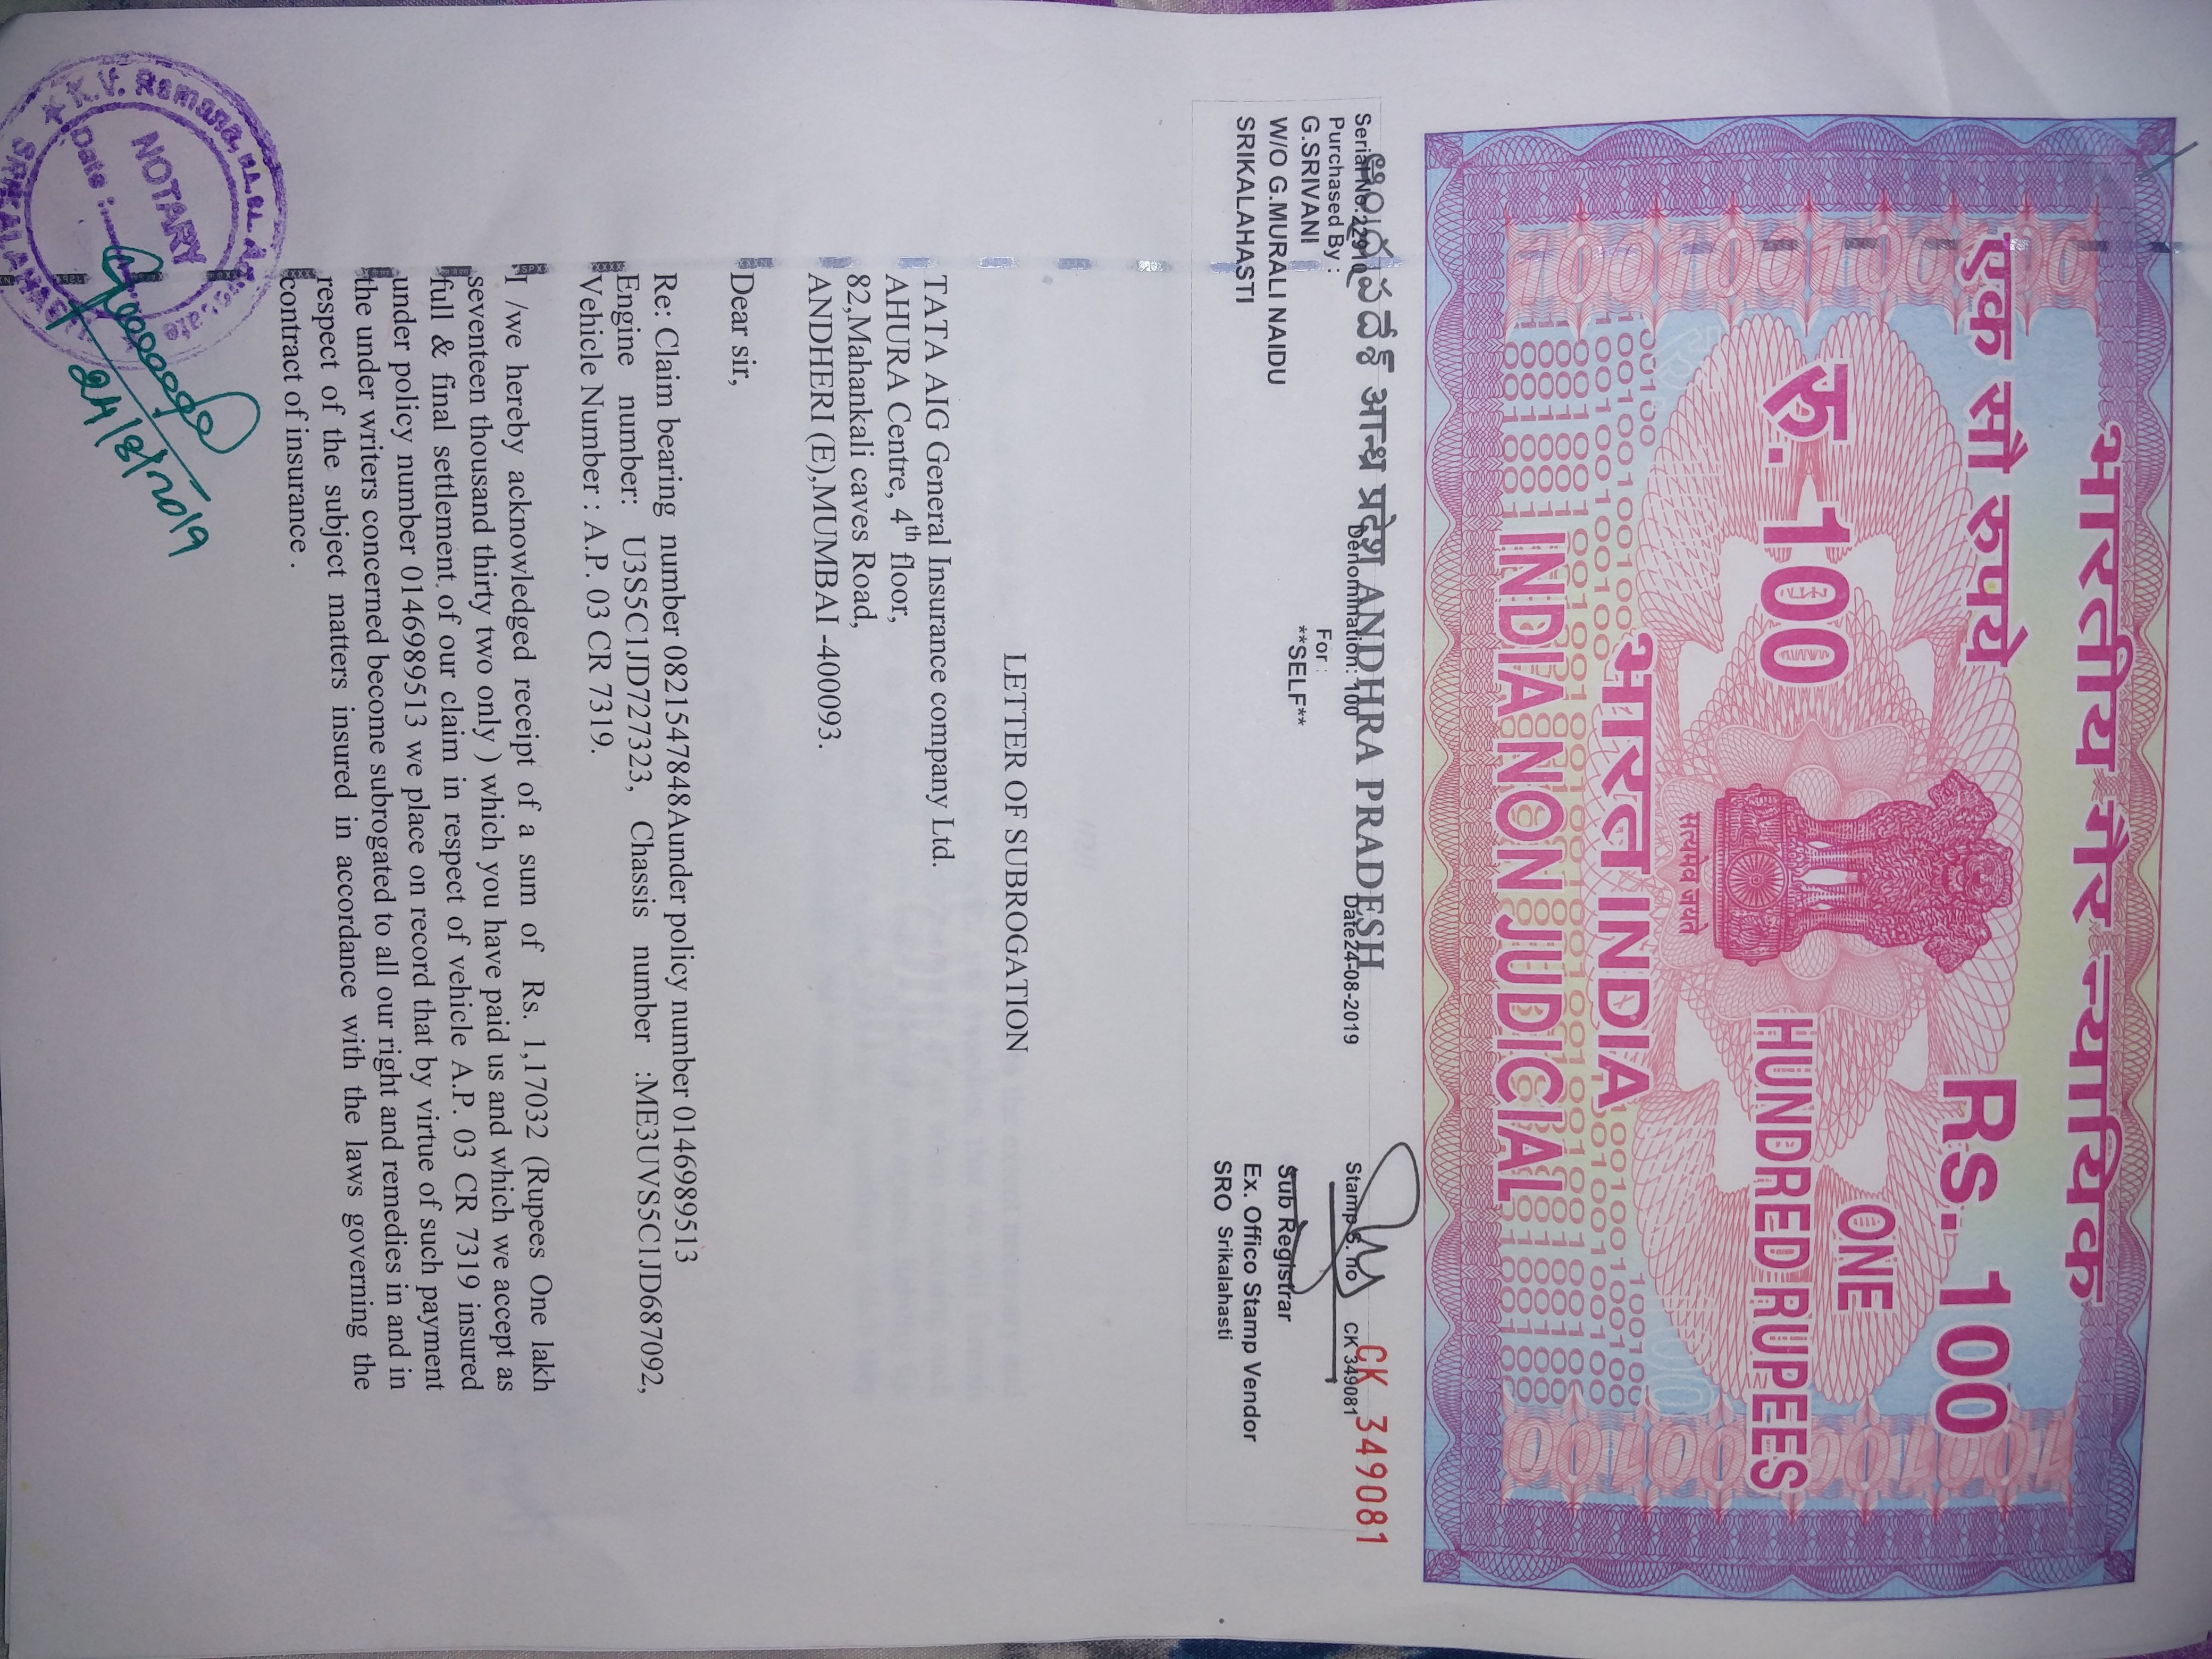 भारतीय गैर न्यायिक
एक सौ रुपये
Rs. 100
रु. 100
ONE
HUNDRED RUPEES
सत्यमेव जयते
भारत INDIA
INDIA NON JUDICIAL
ఆంధ్రప్రదేశ్ आन्ध्र प्रदेश ANDHRA PRADESH
CK 349081
Serial No:22910 Denomination: 100 Date24-08-2019 Stamp S. no CK 349081
Purchased By : For :
G.SRIVANI **SELF**
W/O G.MURALI NAIDU Sub Registrar
SRIKALAHASTI Ex. Offico Stamp Vendor
SRO Srikalahasti
LETTER OF SUBROGATION
TATA AIG General Insurance company Ltd.
AHURA Centre, 4th floor,
82,Mahankali caves Road,
ANDHERI (E),MUMBAI -400093.
Dear sir,
Re: Claim bearing number 0821547848Aunder policy number 0146989513
Engine number: U3S5C1JD727323, Chassis number :ME3UVS5C1JD687092,
Vehicle Number : A.P. 03 CR 7319.
I /we hereby acknowledged receipt of a sum of Rs. 1,17032 (Rupees One lakh
seventeen thousand thirty two only ) which you have paid us and which we accept as
full & final settlement of our claim in respect of vehicle A.P. 03 CR 7319 insured
under policy number 0146989513 we place on record that by virtue of such payment
the under writers concerned become subrogated to all our right and remedies in and in
respect of the subject matters insured in accordance with the laws governing the
contract of insurance .
K.V. Ramana, M.A., B.L. Advocate
NOTARY
Date :
SRIKALAHASTI
24/8/2019